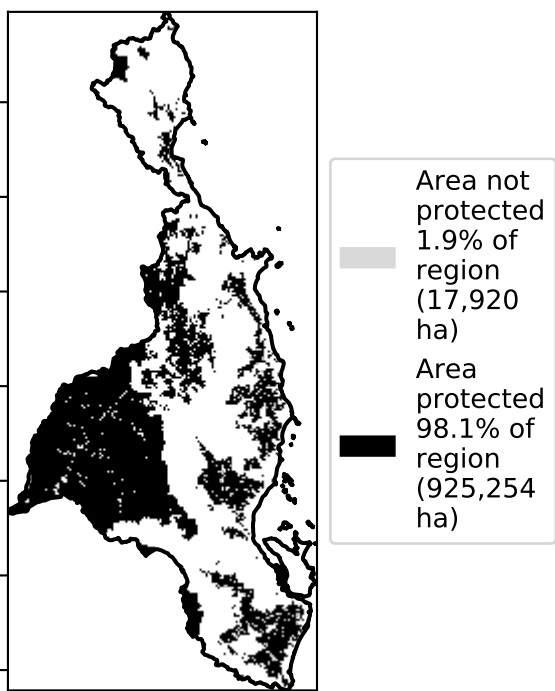 Area not
protected
1.9% of
region
(17,920
ha)
Area
protected
98.1% of
region
(925,254
ha)